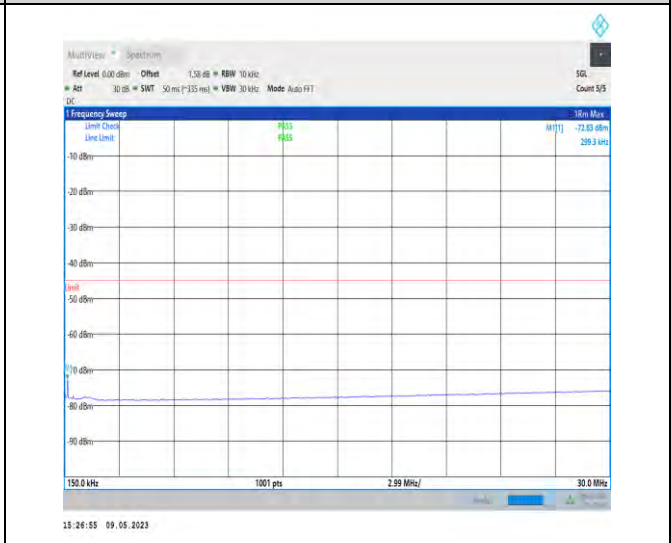 MultiView Spectrum
Ref Level 0.00 dBm Offset 1.58 dB RBW 10 kHz SGL
Att 30 dB SWT 50 ms (~335 ms) VBW 30 kHz Mode Auto FFT Count 5/5
DC
1 Frequency Sweep 1Rm Max
Limit Check PASS M1[1] -72.83 dBm
Line Limit PASS 299.3 kHz
-10 dBm
-20 dBm
-30 dBm
-40 dBm
Limit
-50 dBm
-60 dBm
-70 dBm
-80 dBm
-90 dBm
150.0 kHz 1001 pts 2.99 MHz/ 30.0 MHz
15:26:55 09.05.2023